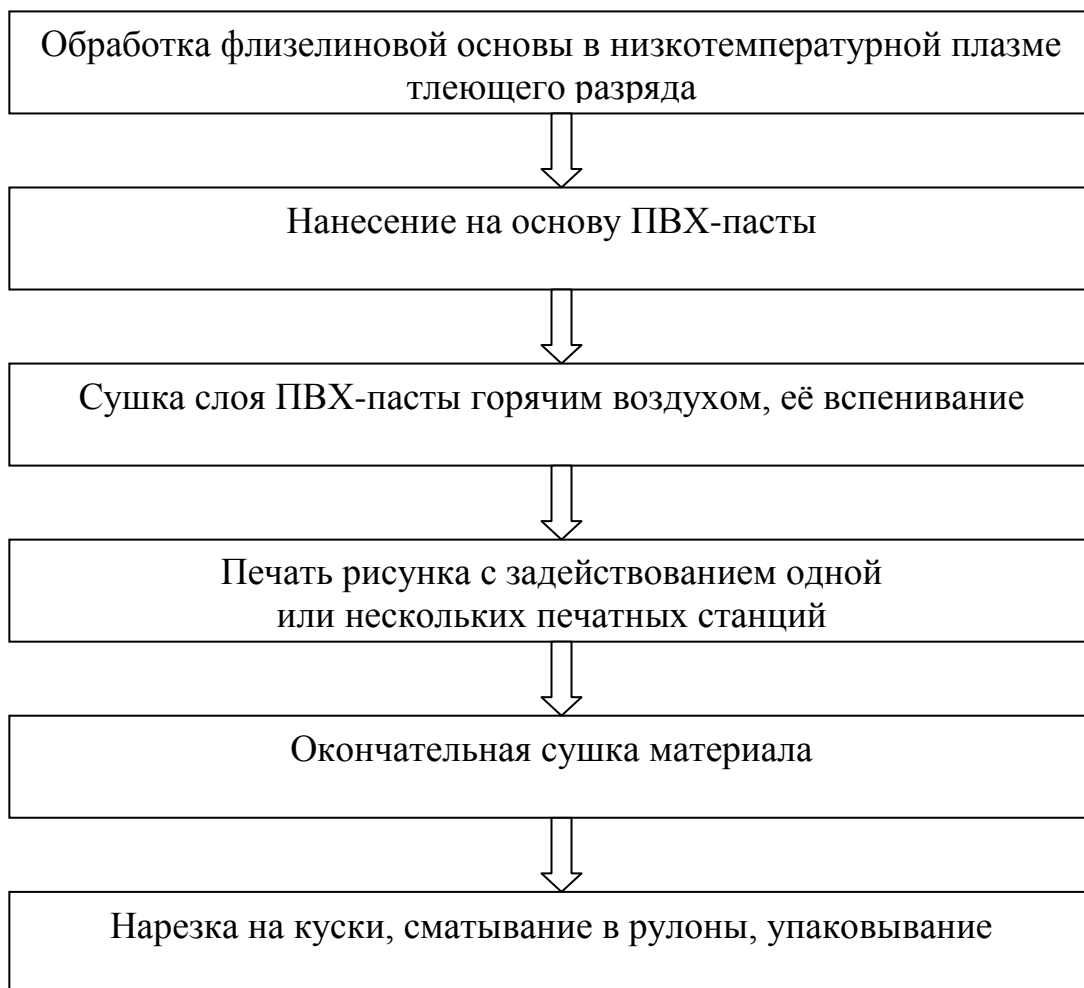 Обработка флизелиновой основы в низкотемпературной плазме
тлеющего разряда
Нанесение на основу ПВХ-пасты
Сушка слоя ПВХ-пасты горячим воздухом, её вспенивание
Печать рисунка с задействованием одной
или нескольких печатных станций
Окончательная сушка материала
Нарезка на куски, сматывание в рулоны, упаковывание